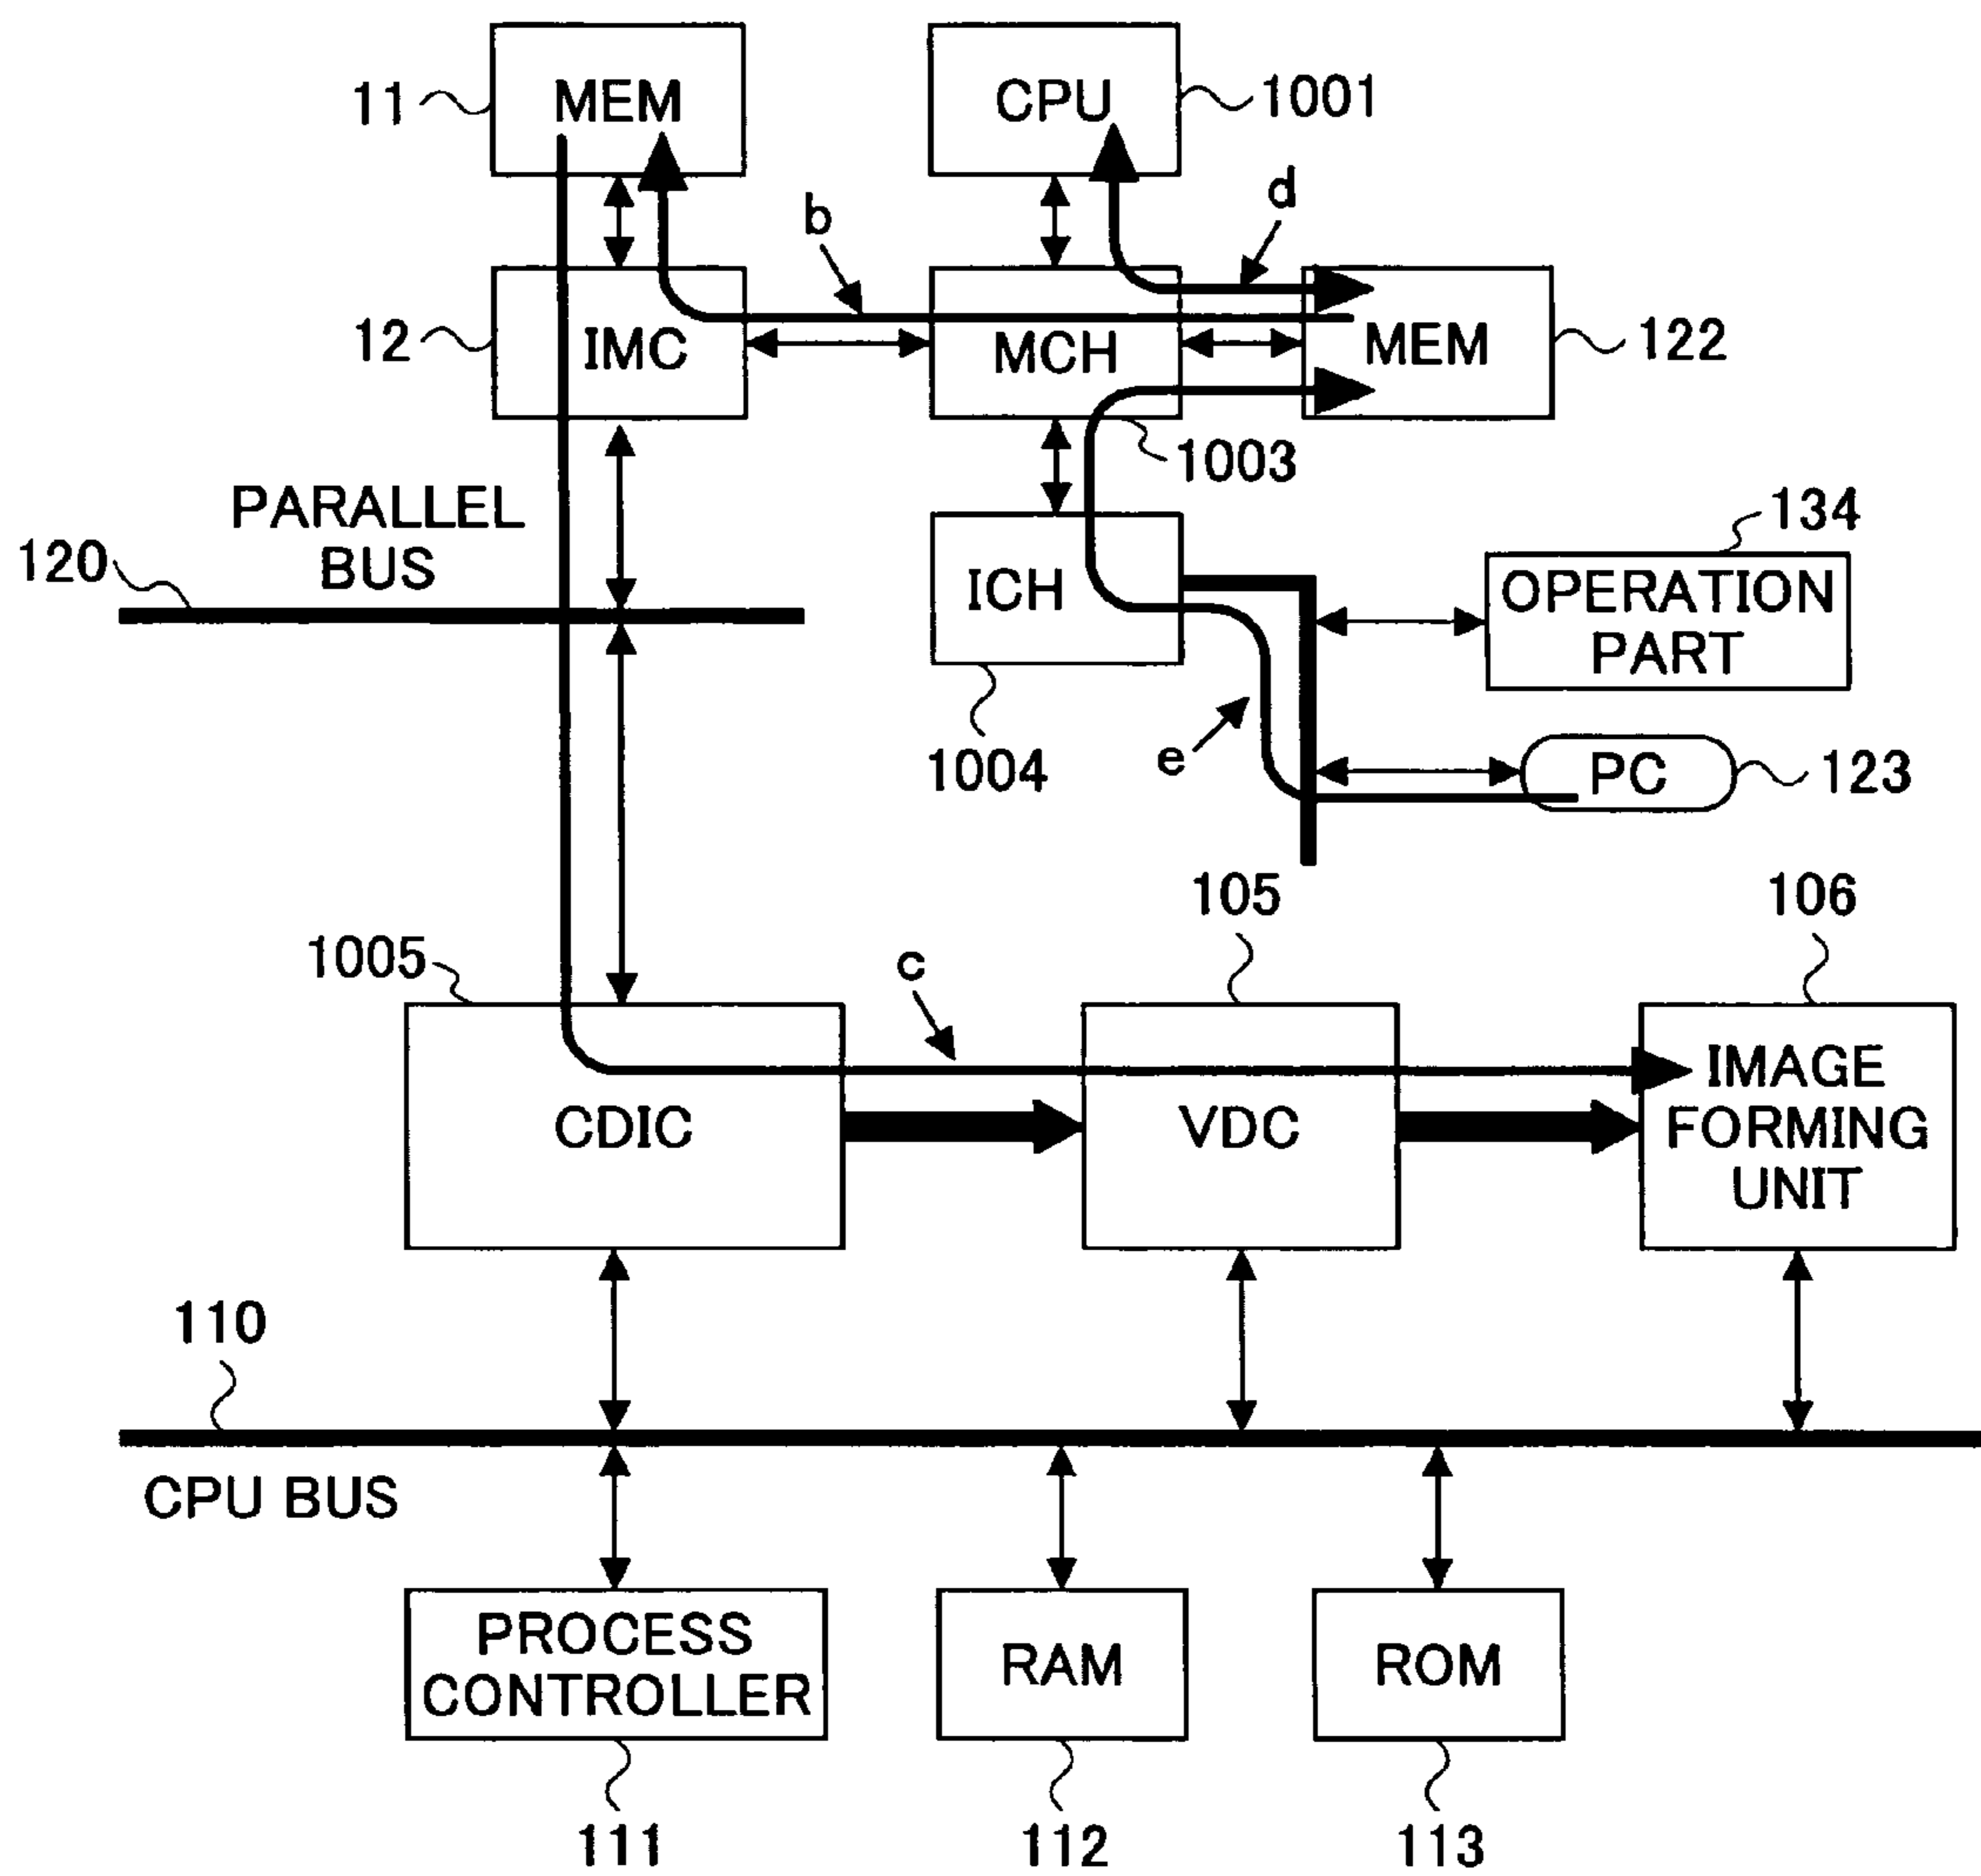 11
MEM
CPU
1001
b
d
12
IMC
MCH
MEM
122
1003
PARALLEL
BUS
120
134
ICH
OPERATION
PART
1004
e
PC
123
105
106
1005
c
CDIC
VDC
IMAGE
FORMING
UNIT
110
CPU BUS
PROCESS
CONTROLLER
RAM
ROM
111
112
113